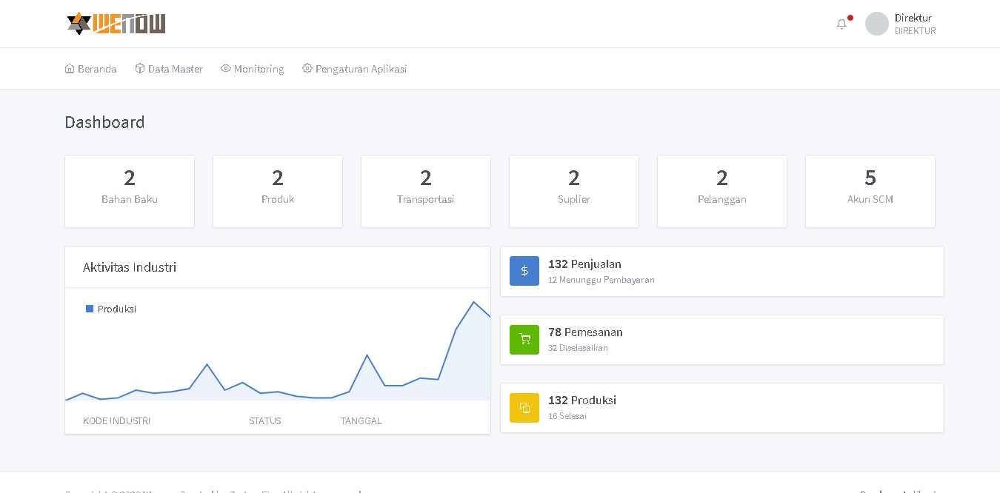 WENOW
Direktur
DIREKTUR
Beranda Data Master Monitoring Pengaturan Aplikasi
Dashboard
2
Bahan Baku
2
Produk
2
Transportasi
2
Suplier
2
Pelanggan
5
Akun SCM
Aktivitas Industri
Produksi
KODE INDUSTRI STATUS TANGGAL
132 Penjualan
12 Menunggu Pembayaran
78 Pemesanan
32 Diselesaikan
132 Produksi
16 Selesai